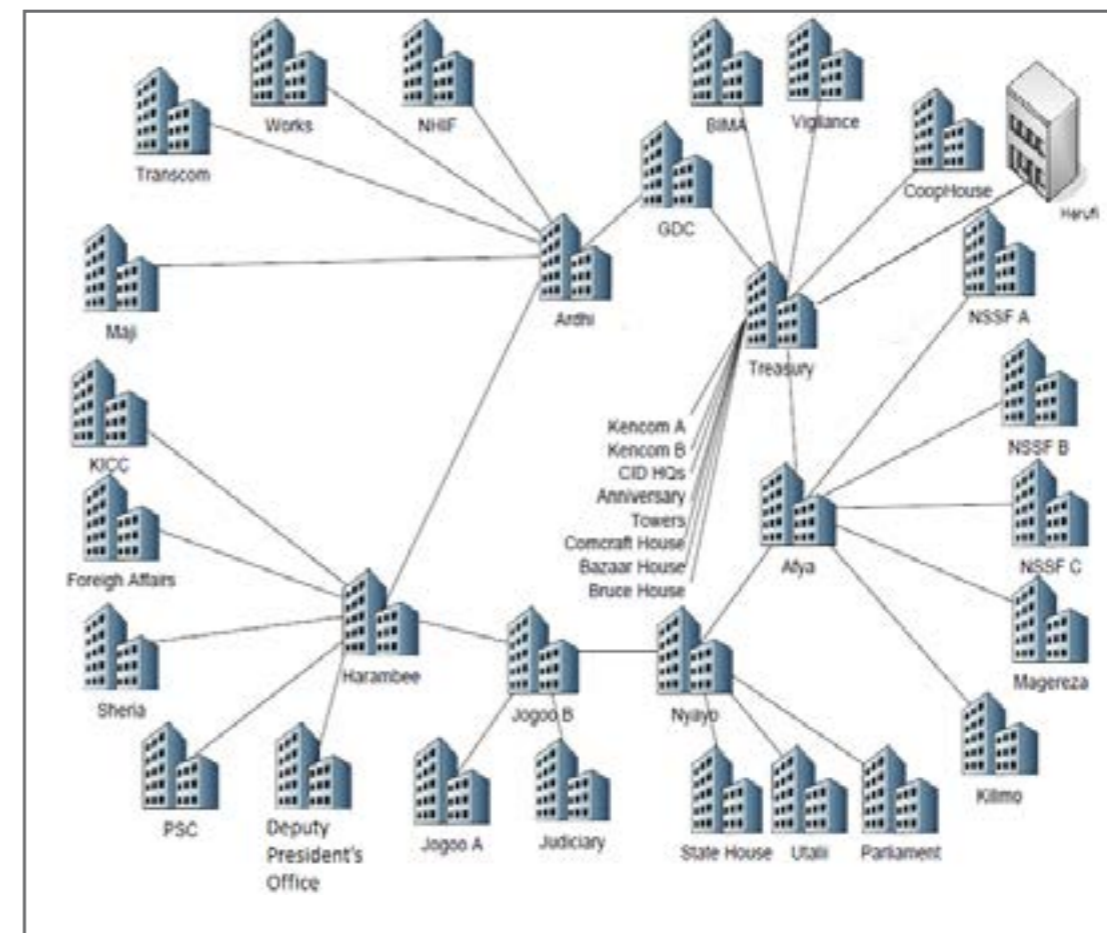 Works
NHIF
BIMA
Vigilance
Transcom
CoopHouse
Herufi
GDC
Maji
Ardhi
NSSF A
Treasury
Kencom A
Kencom B
CID HQs
Anniversary
Towers
Comcraft House
Bazaar House
Bruce House
NSSF B
KICC
Afya
NSSF C
Foreigh Affairs
Harambee
Magereza
Sheria
Jogoo B
Nyayo
Kilimo
PSC
Deputy
President's
Office
Jogoo A
Judiciary
State House
Utalii
Parliament